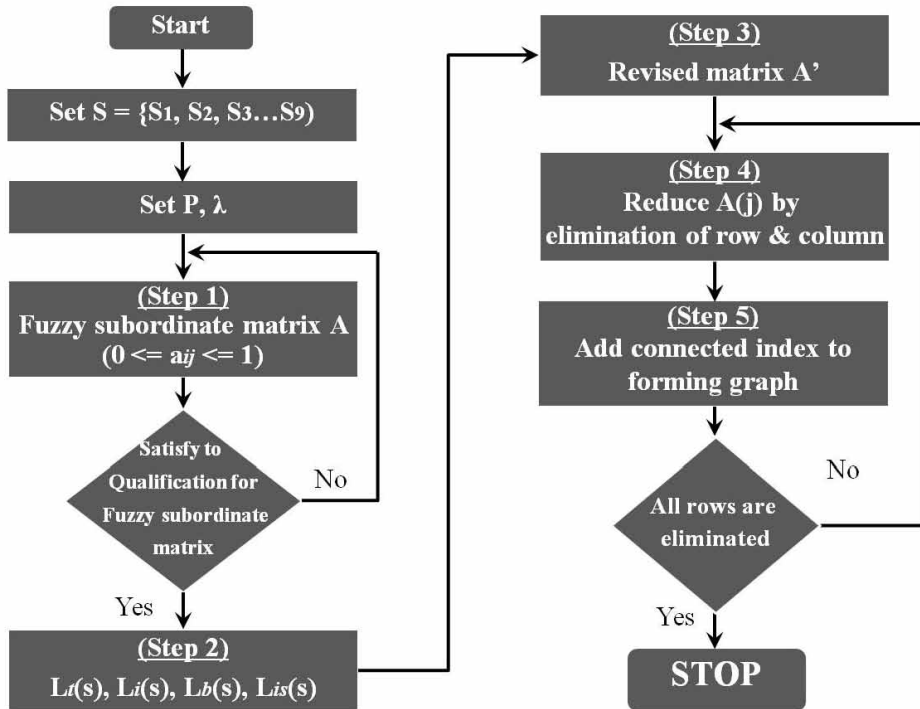 Start
Set S = {S1, S2, S3…S9)
Set P, λ
(Step 1)
Fuzzy subordinate matrix A
(0 <= aij <= 1)
Satisfy to
Qualification for
Fuzzy subordinate
matrix
No
Yes
(Step 2)
Lt(s), Li(s), Lb(s), Lis(s)
(Step 3)
Revised matrix A’
(Step 4)
Reduce A(j) by
elimination of row & column
(Step 5)
Add connected index to
forming graph
All rows are
eliminated
No
Yes
STOP